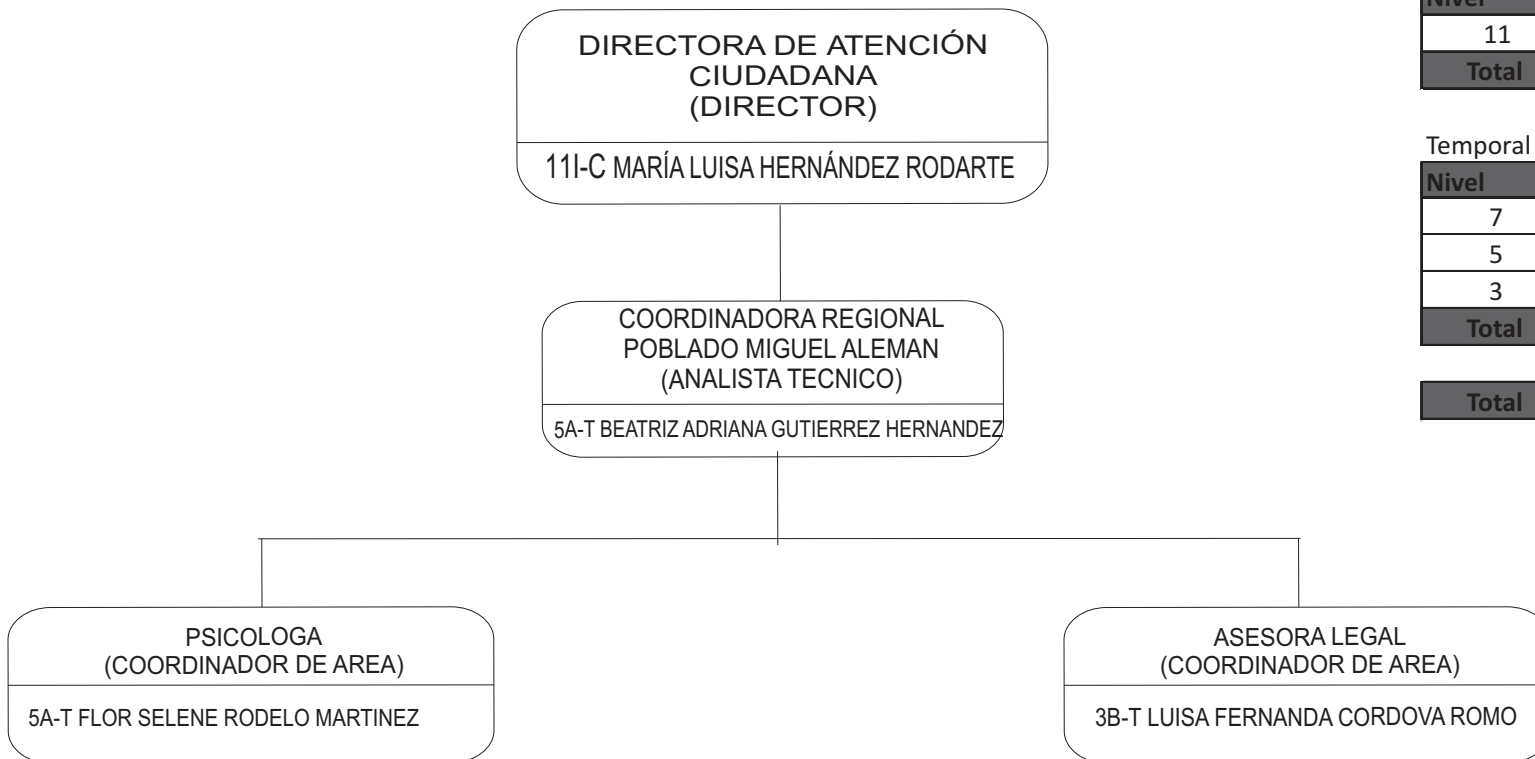 DIRECTORA DE ATENCIÓN
CIUDADANA
(DIRECTOR)
11I-C MARÍA LUISA HERNÁNDEZ RODARTE
COORDINADORA REGIONAL
POBLADO MIGUEL ALEMAN
(ANALISTA TECNICO)
5A-T BEATRIZ ADRIANA GUTIERREZ HERNANDEZ
PSICOLOGA
(COORDINADOR DE AREA)
5A-T FLOR SELENE RODELO MARTINEZ
ASESORA LEGAL
(COORDINADOR DE AREA)
3B-T LUISA FERNANDA CORDOVA ROMO
Nivel
11
Total
Temporal
Nivel
7
5
3
Total
Total